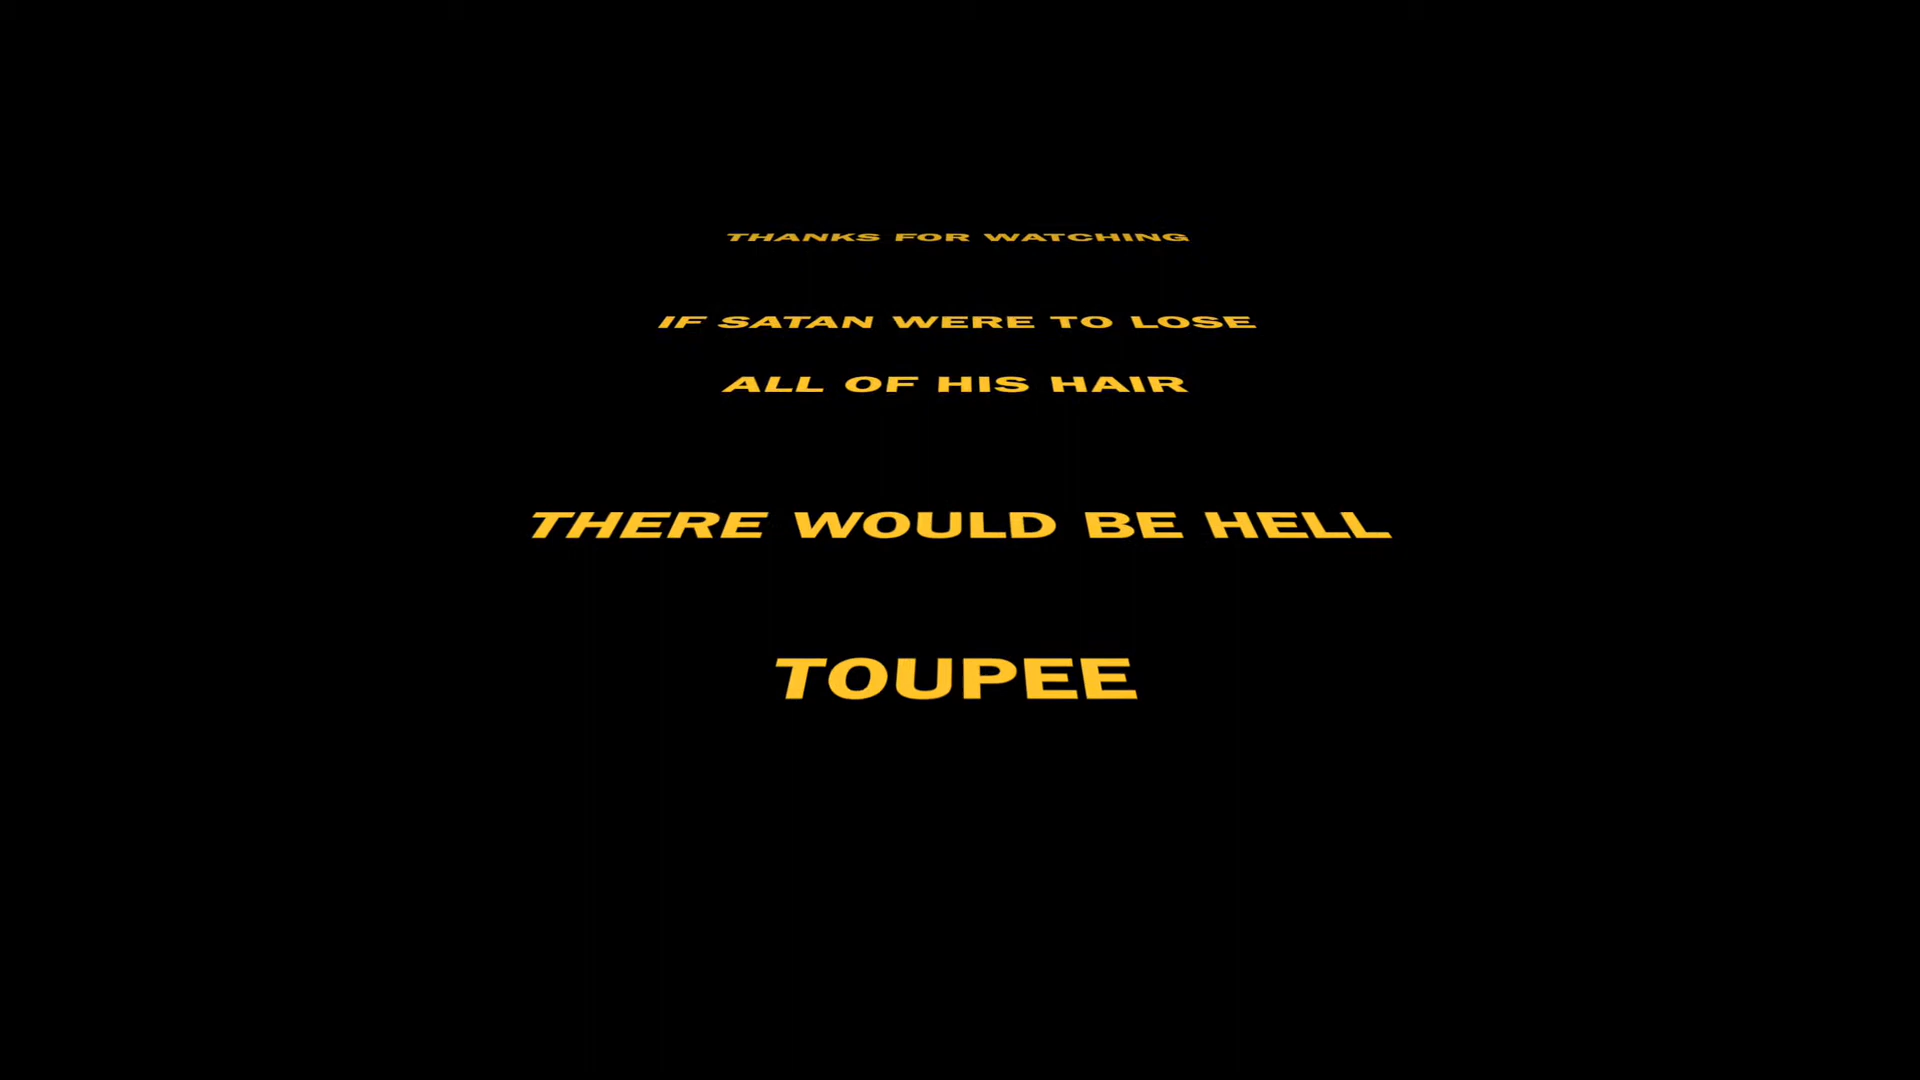 THANKS FOR WATCHING
IF SATAN WERE TO LOSE
ALL OF HIS HAIR
THERE WOULD BE HELL
TOUPEE